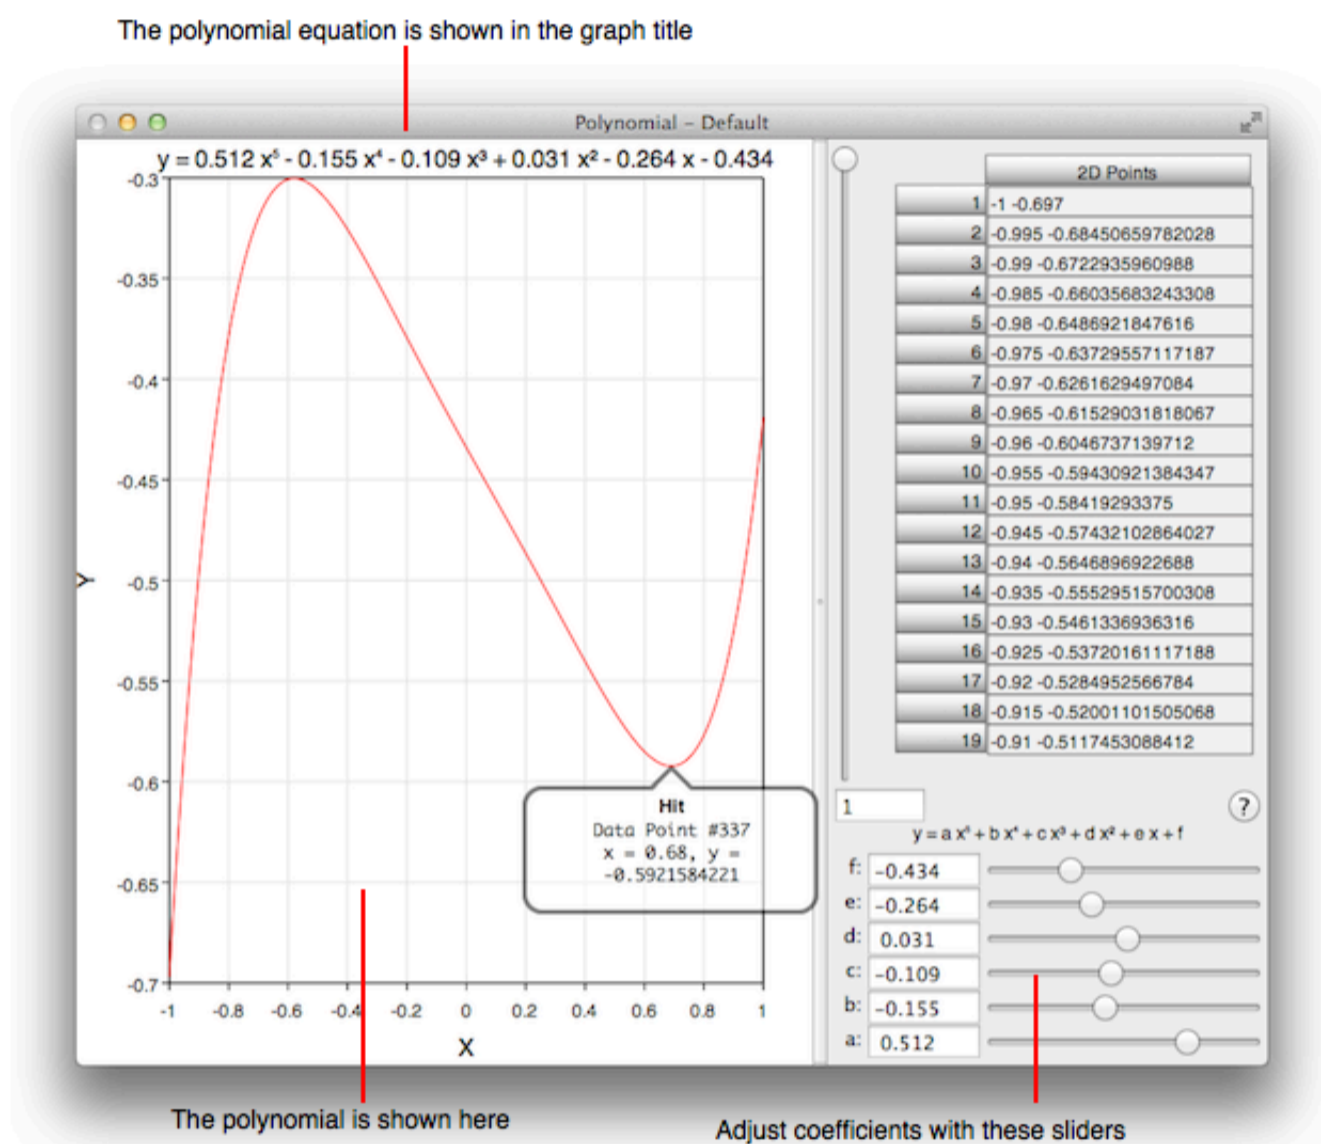 The polynomial equation is shown in the graph title
Polynomial – Default
y = 0.512 x⁵ - 0.155 x⁴ - 0.109 x³ + 0.031 x² - 0.264 x - 0.434
-0.3
-0.35
-0.4
-0.45
-0.5
-0.55
-0.6
-0.65
-0.7
Y
-1 -0.8 -0.6 -0.4 -0.2 0 0.2 0.4 0.6 0.8 1
X
Hit
Data Point #337
x = 0.68, y =
-0.5921584221
2D Points
1 -1 -0.697
2 -0.995 -0.68450659782028
3 -0.99 -0.6722935960988
4 -0.985 -0.66035683243308
5 -0.98 -0.6486921847616
6 -0.975 -0.63729557117187
7 -0.97 -0.6261629497084
8 -0.965 -0.61529031818067
9 -0.96 -0.6046737139712
10 -0.955 -0.59430921384347
11 -0.95 -0.58419293375
12 -0.945 -0.57432102864027
13 -0.94 -0.5646896922688
14 -0.935 -0.55529515700308
15 -0.93 -0.5461336936316
16 -0.925 -0.53720161117188
17 -0.92 -0.5284952566784
18 -0.915 -0.52001101505068
19 -0.91 -0.5117453088412
1
?
y = a x⁵ + b x⁴ + c x³ + d x² + e x + f
f: -0.434
e: -0.264
d: 0.031
c: -0.109
b: -0.155
a: 0.512
The polynomial is shown here
Adjust coefficients with these sliders